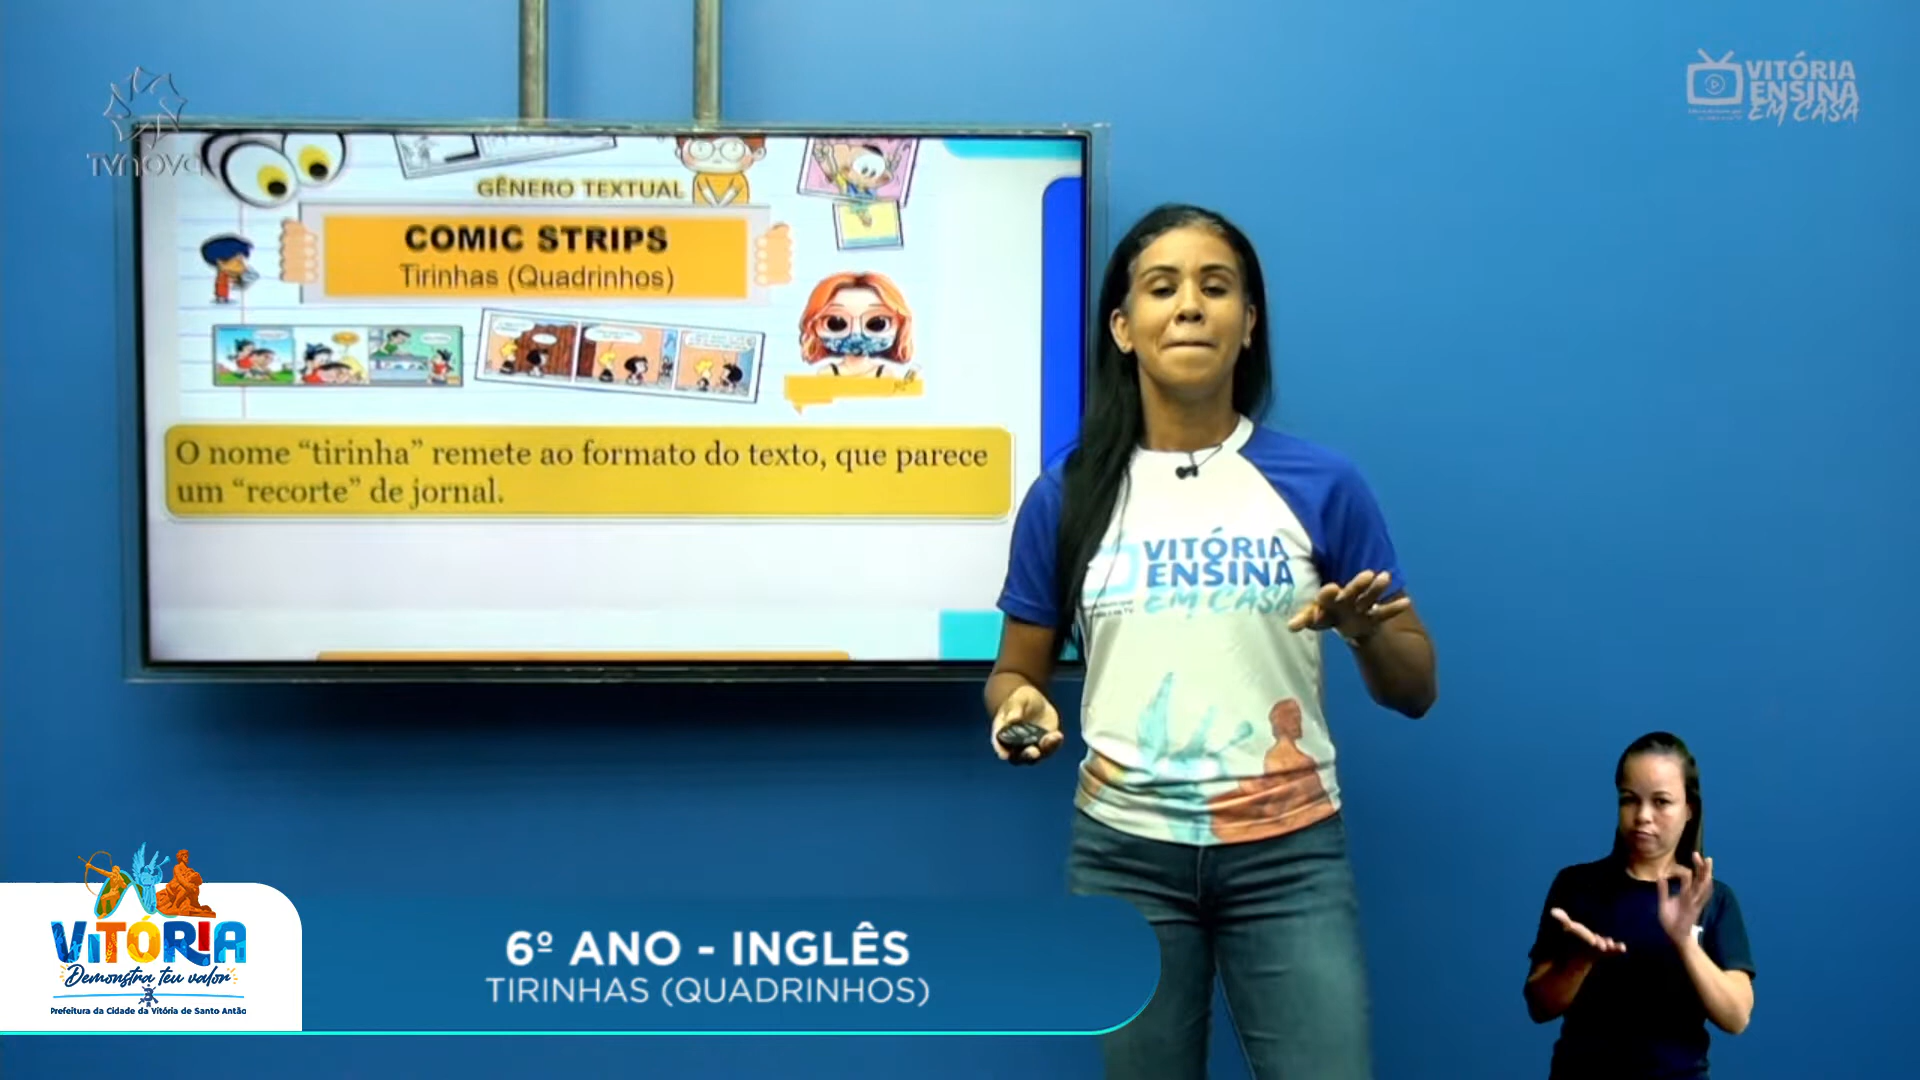 TVnova
VITÓRIA
ENSINA
EM CASA
GÊNERO TEXTUAL
COMIC STRIPS
Tirinhas (Quadrinhos)
O nome “tirinha” remete ao formato do texto, que parece
um “recorte” de jornal.
VITÓRIA
ENSINA
EM CASA
VITÓRIA
Demonstra teu valor
Prefeitura da Cidade da Vitória de Santo Antão
6º ANO - INGLÊS
TIRINHAS (QUADRINHOS)